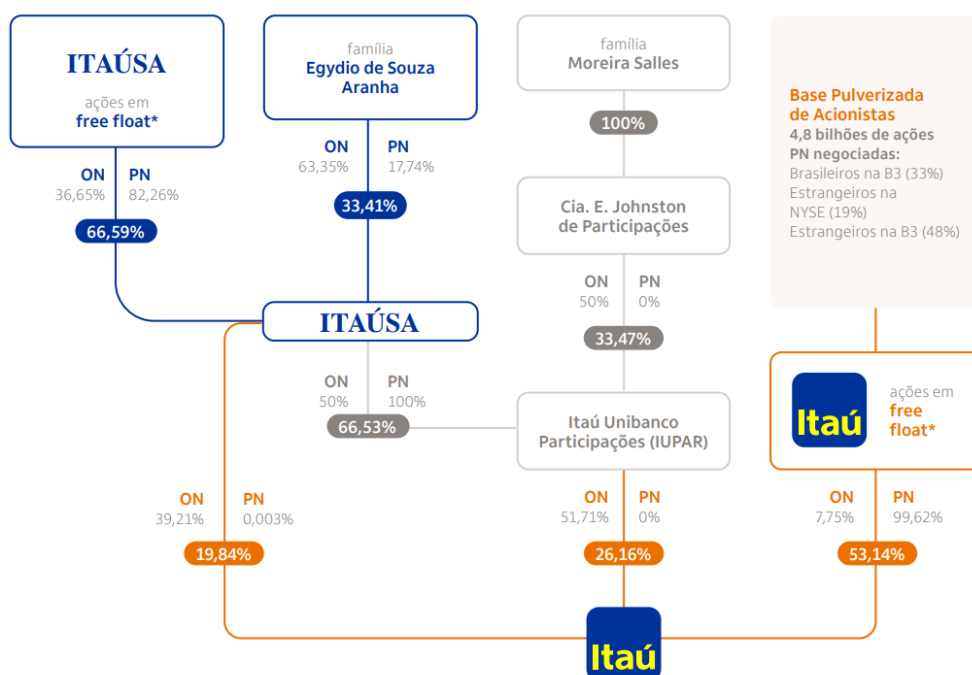 ITAÚSA
ações em
free float*
ON PN
36,65% 82,26%
66,59%
família
Egydio de Souza
Aranha
ON PN
63,35% 17,74%
33,41%
família
Moreira Salles
100%
Cia. E. Johnston
de Participações
ON PN
50% 0%
33,47%
Base Pulverizada
de Acionistas
4,8 bilhões de ações
PN negociadas:
Brasileiros na B3 (33%)
Estrangeiros na
NYSE (19%)
Estrangeiros na B3 (48%)
ITAÚSA
ON PN
50% 100%
66,53%
Itaú Unibanco
Participações (IUPAR)
Itaú
ações em
free
float*
ON PN
39,21% 0,003%
19,84%
ON PN
51,71% 0%
26,16%
ON PN
7,75% 99,62%
53,14%
Itaú